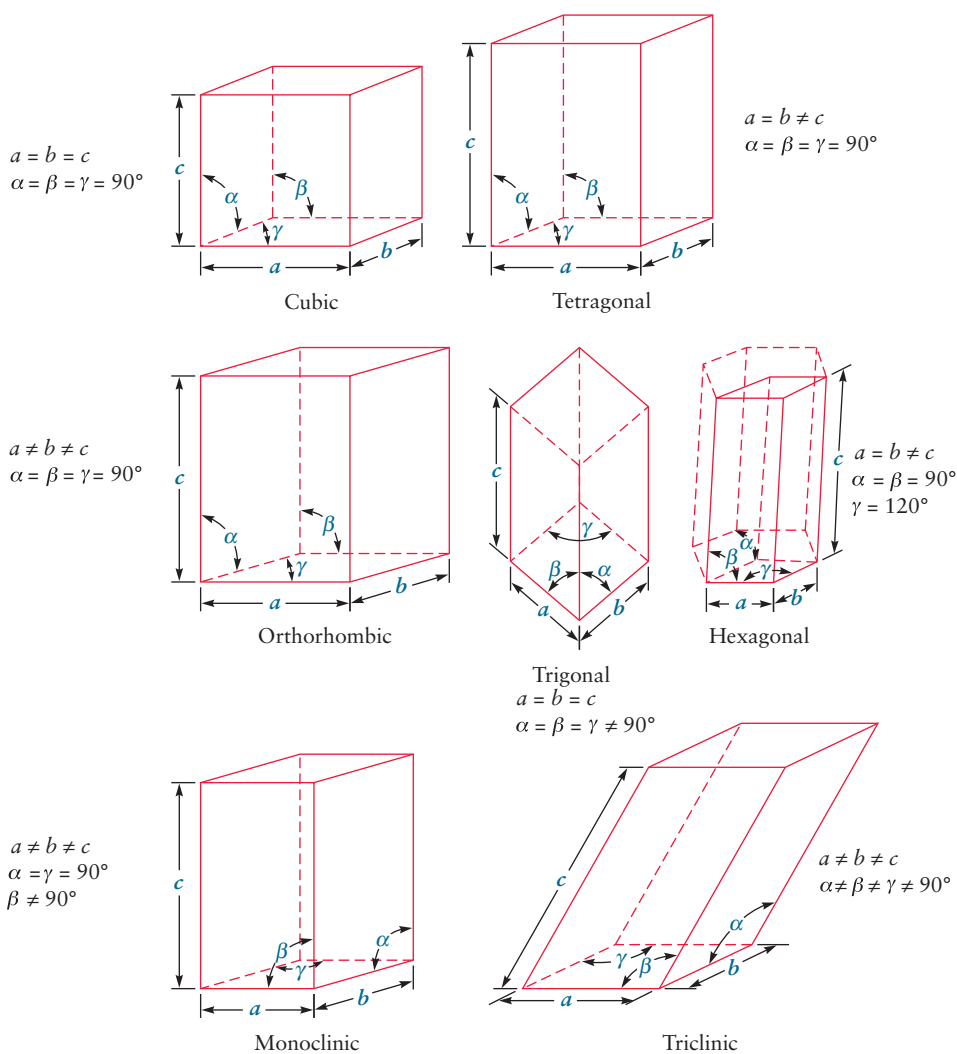 a = b = c
α = β = γ = 90°
c
α
β
γ
a
b
Cubic
c
α
β
γ
a
b
Tetragonal
a = b ≠ c
α = β = γ = 90°
a ≠ b ≠ c
α = β = γ = 90°
c
α
β
γ
a
b
Orthorhombic
c
γ
β
α
a
b
Trigonal
a = b = c
α = β = γ ≠ 90°
c
α
β
γ
a
b
Hexagonal
a = b ≠ c
α = β = 90°
γ = 120°
a ≠ b ≠ c
α = γ = 90°
β ≠ 90°
c
β
γ
α
a
b
Monoclinic
c
α
γ
β
b
a
Triclinic
a ≠ b ≠ c
α ≠ β ≠ γ ≠ 90°